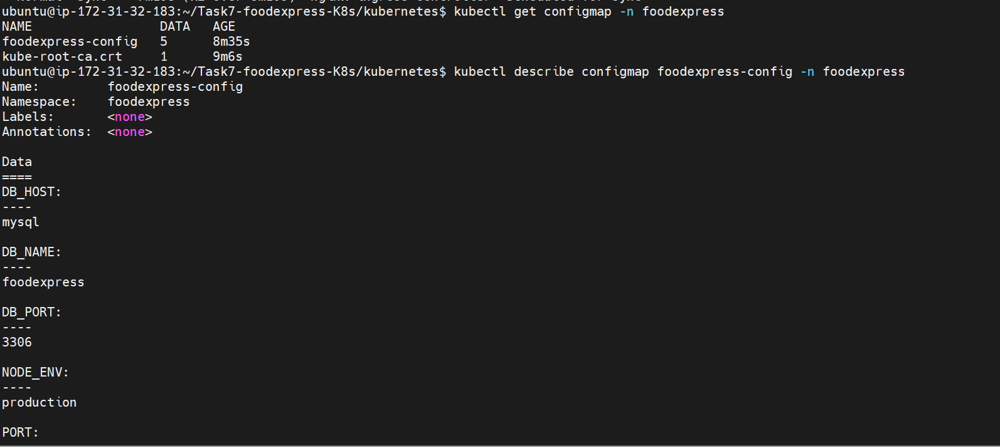 ubuntu@ip-172-31-32-183:~/Task7-foodexpress-K8s/kubernetes$ kubectl get configmap -n foodexpress
NAME                 DATA   AGE
foodexpress-config   5      8m35s
kube-root-ca.crt     1      9m6s
ubuntu@ip-172-31-32-183:~/Task7-foodexpress-K8s/kubernetes$ kubectl describe configmap foodexpress-config -n foodexpress
Name:         foodexpress-config
Namespace:    foodexpress
Labels:       <none>
Annotations:  <none>

Data
====
DB_HOST:
----
mysql

DB_NAME:
----
foodexpress

DB_PORT:
----
3306

NODE_ENV:
----
production

PORT: